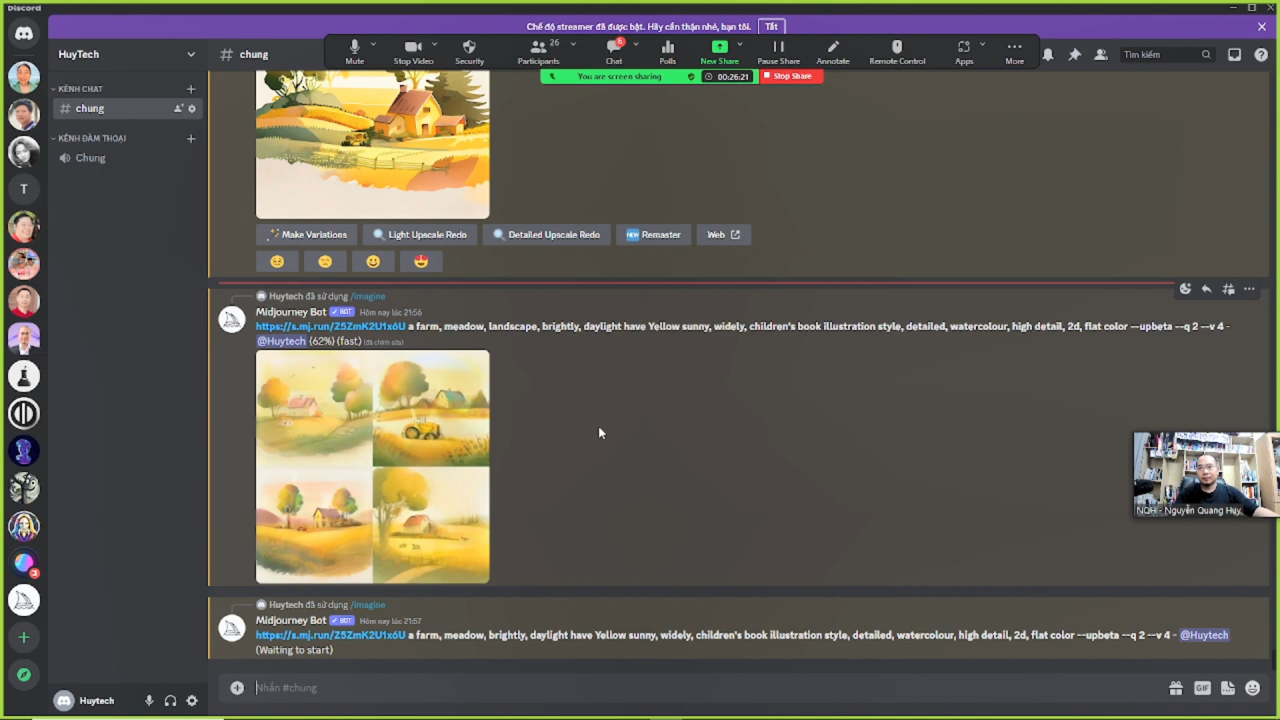 Discord
Chế độ streamer đã được bật. Hãy cẩn thận nhé, bạn tôi. Tắt
HuyTech
# chung
Mute
Stop Video
Security
26
Participants
6
Chat
Polls
New Share
Pause Share
Annotate
Remote Control
Apps
More
Tìm kiếm
You are screen sharing
00:26:21
Stop Share
KÊNH CHAT
# chung
KÊNH ĐÀM THOẠI
Chung
T
3
Make Variations
Light Upscale Redo
Detailed Upscale Redo
NEW Remaster
Web
Huytech đã sử dụng /imagine
Midjourney Bot ✓ BOT Hôm nay lúc 21:56
https://s.mj.run/Z5ZmK2U1x6U a farm, meadow, landscape, brightly, daylight have Yellow sunny, widely, children's book illustration style, detailed, watercolour, high detail, 2d, flat color --upbeta --q 2 --v 4 -
@Huytech (62%) (fast) (đã chỉnh sửa)
Huytech đã sử dụng /imagine
Midjourney Bot ✓ BOT Hôm nay lúc 21:57
https://s.mj.run/Z5ZmK2U1x6U a farm, meadow, brightly, daylight have Yellow sunny, widely, children's book illustration style, detailed, watercolour, high detail, 2d, flat color --upbeta --q 2 --v 4 - @Huytech
(Waiting to start)
NQH - Nguyễn Quang Huy
Huytech
Nhắn #chung
GIF